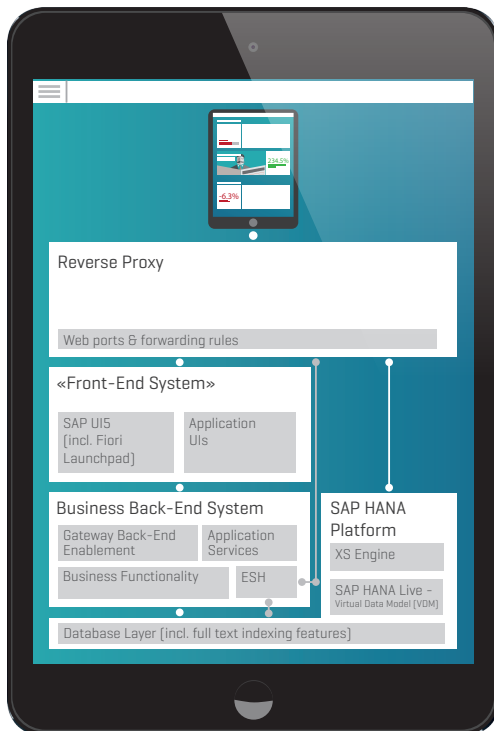 234.5%
-6.3%
Reverse Proxy
Web ports & forwarding rules
«Front-End System»
SAP UI5
(incl. Fiori
Launchpad)
Application
UIs
Business Back-End System
Gateway Back-End
Enablement
Application
Services
Business Functionality
ESH
SAP HANA
Platform
XS Engine
SAP HANA Live -
Virtual Data Model (VDM)
Database Layer (incl. full text indexing features)